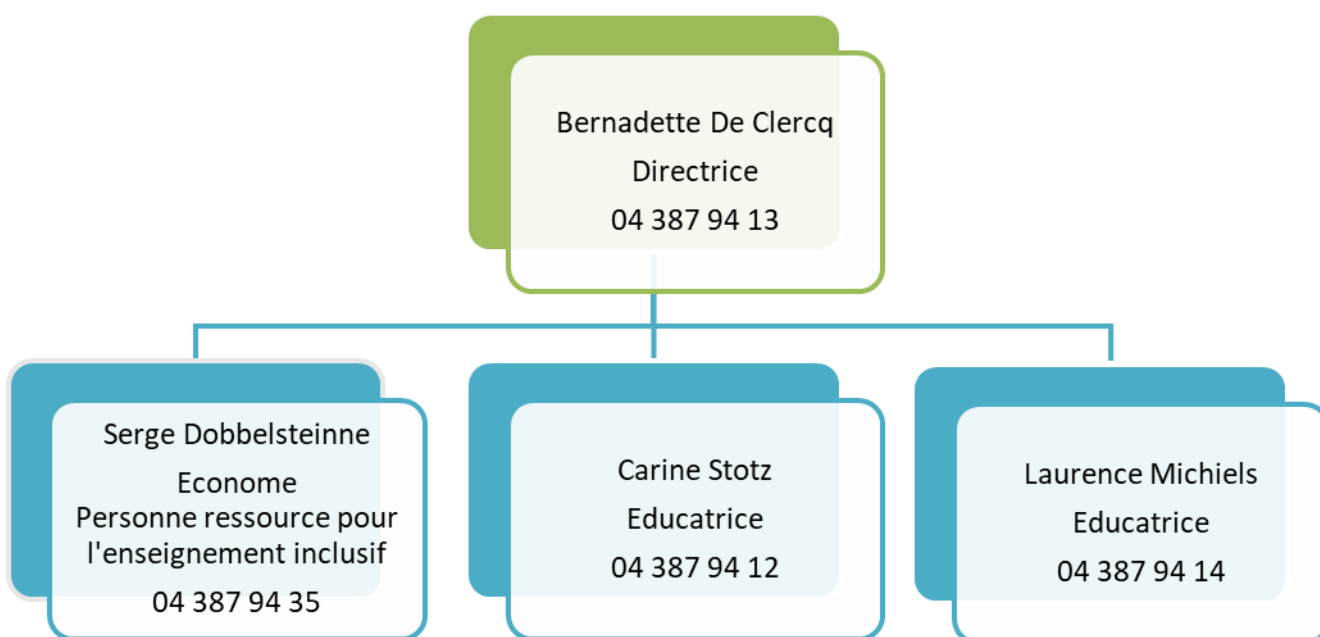 Bernadette De Clercq
Directrice
04 387 94 13
Serge Dobbelsteinne
Econome
Personne ressource pour
l'enseignement inclusif
04 387 94 35
Carine Stotz
Educatrice
04 387 94 12
Laurence Michiels
Educatrice
04 387 94 14